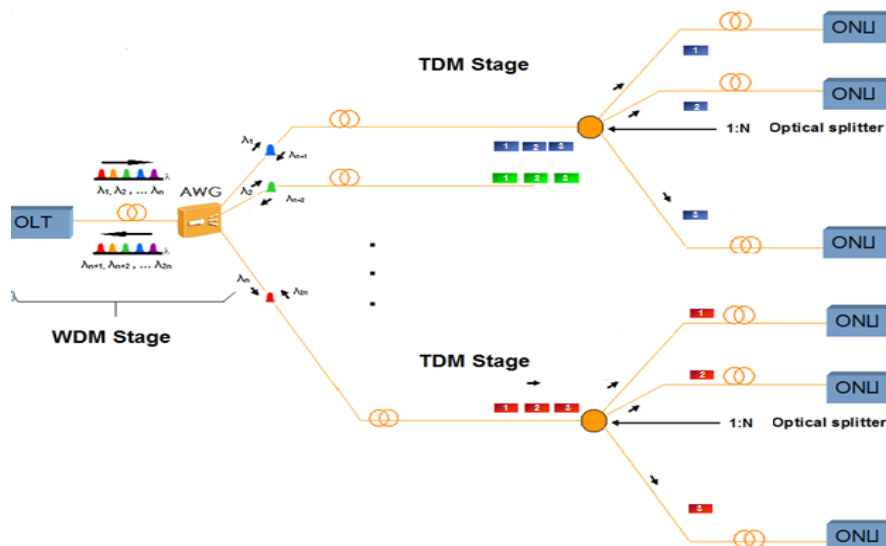 ONU
TDM Stage
1
ONU
2
λ1
1:N Optical splitter
λn+1
1 2 3
λ1, λ2 , ... λn
λ
AWG
λ2
1 2 3
λn+2
OLT
3
ONU
λ
λn+1, λn+2 , ... λ2n
λn
λ2n
1
ONU
WDM Stage
TDM Stage
2
ONU
1 2 3
1:N Optical splitter
3
ONU